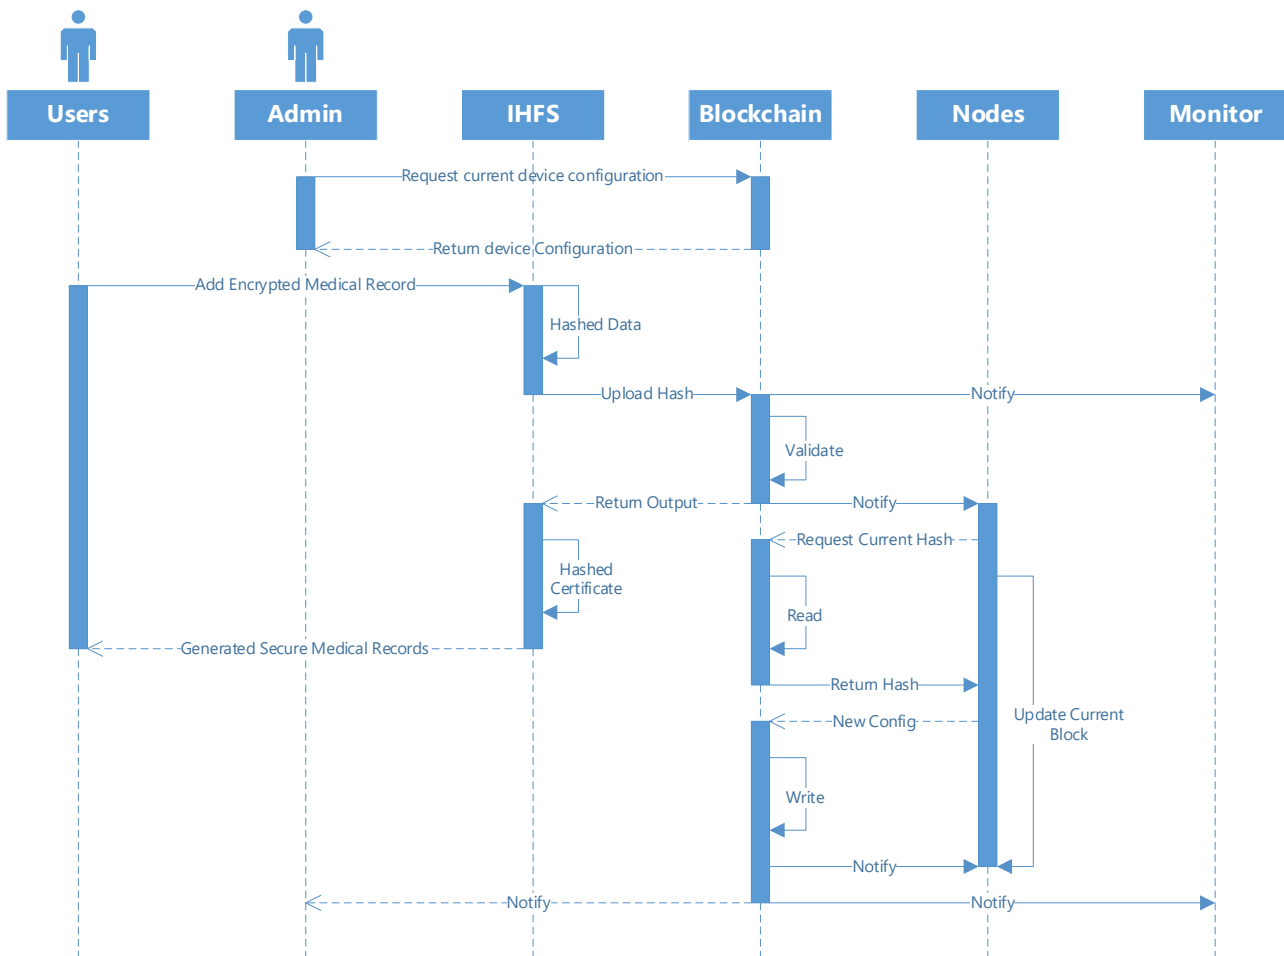 Users
Admin
IHFS
Blockchain
Nodes
Monitor
Request current device configuration
Return device Configuration
Add Encrypted Medical Record
Hashed Data
Upload Hash
Notify
Validate
Return Output
Notify
Request Current Hash
Hashed
Certificate
Read
Generated Secure Medical Records
Return Hash
New Config
Update Current
Block
Write
Notify
Notify
Notify